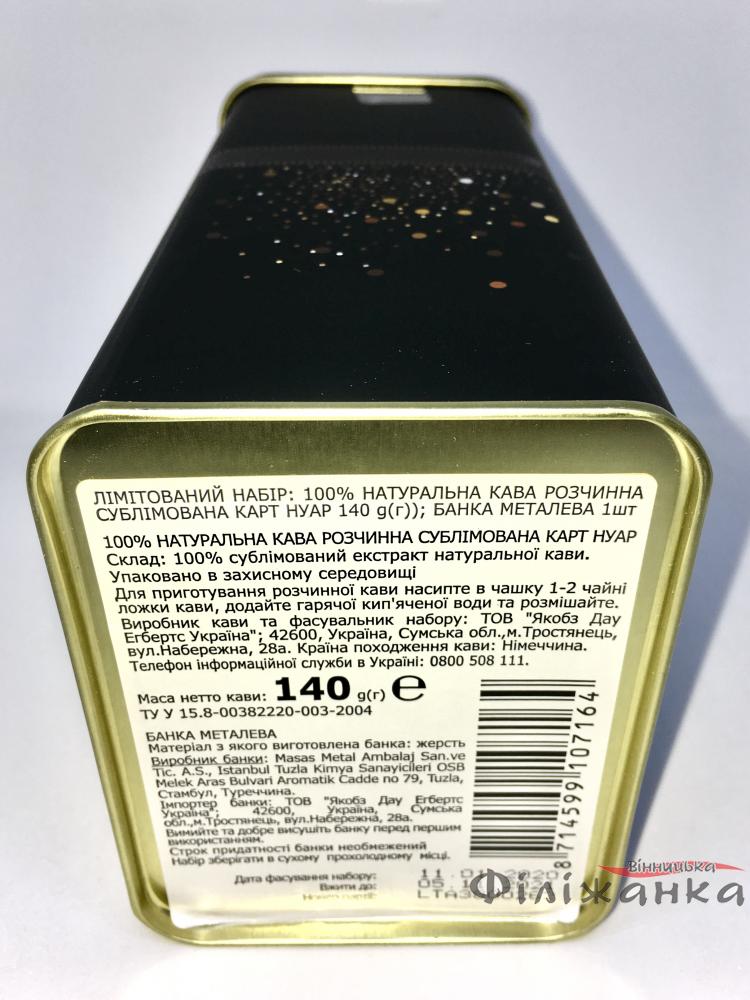 ЛІМІТОВАНИЙ НАБІР: 100% НАТУРАЛЬНА КАВА РОЗЧИННА
СУБЛІМОВАНА КАРТ НУАР 140 g(г)); БАНКА МЕТАЛЕВА 1шт
100% НАТУРАЛЬНА КАВА РОЗЧИННА СУБЛІМОВАНА КАРТ НУАР
Склад: 100% сублімований екстракт натуральної кави.
Упаковано в захисному середовищі
Для приготування розчинної кави насипте в чашку 1-2 чайні
ложки кави, додайте гарячої кип'яченої води та розмішайте.
Виробник кави та фасувальник набору: ТОВ "Якобз Дау
Егбертс Україна"; 42600, Україна, Сумська обл.,м.Тростянець,
вул.Набережна, 28а. Країна походження кави: Німеччина.
Телефон інформаційної служби в Україні: 0800 508 111.
Маса нетто кави: 140 g(г) ℮
ТУ У 15.8-00382220-003-2004
БАНКА МЕТАЛЕВА
Матеріал з якого виготовлена банка: жерсть
Виробник банки: Masas Metal Ambalaj San.ve
Tic. A.S., Istanbul Tuzla Kimya Sanayicileri OSB
Melek Aras Bulvari Aromatik Cadde no 79, Tuzla,
Стамбул, Туреччина.
Імпортер банки: ТОВ "Якобз Дау Егбертс
Україна"; 42600, Україна, Сумська
обл.,м.Тростянець, вул.Набережна, 28а.
Вимийте та добре висушіть банку перед першим
використанням.
Строк придатності банки необмежений
Набір зберігати в сухому прохолодному місці.
Дата фасування набору:
Вжити до:
8 714599 107164
Вінницька
Філіжанка